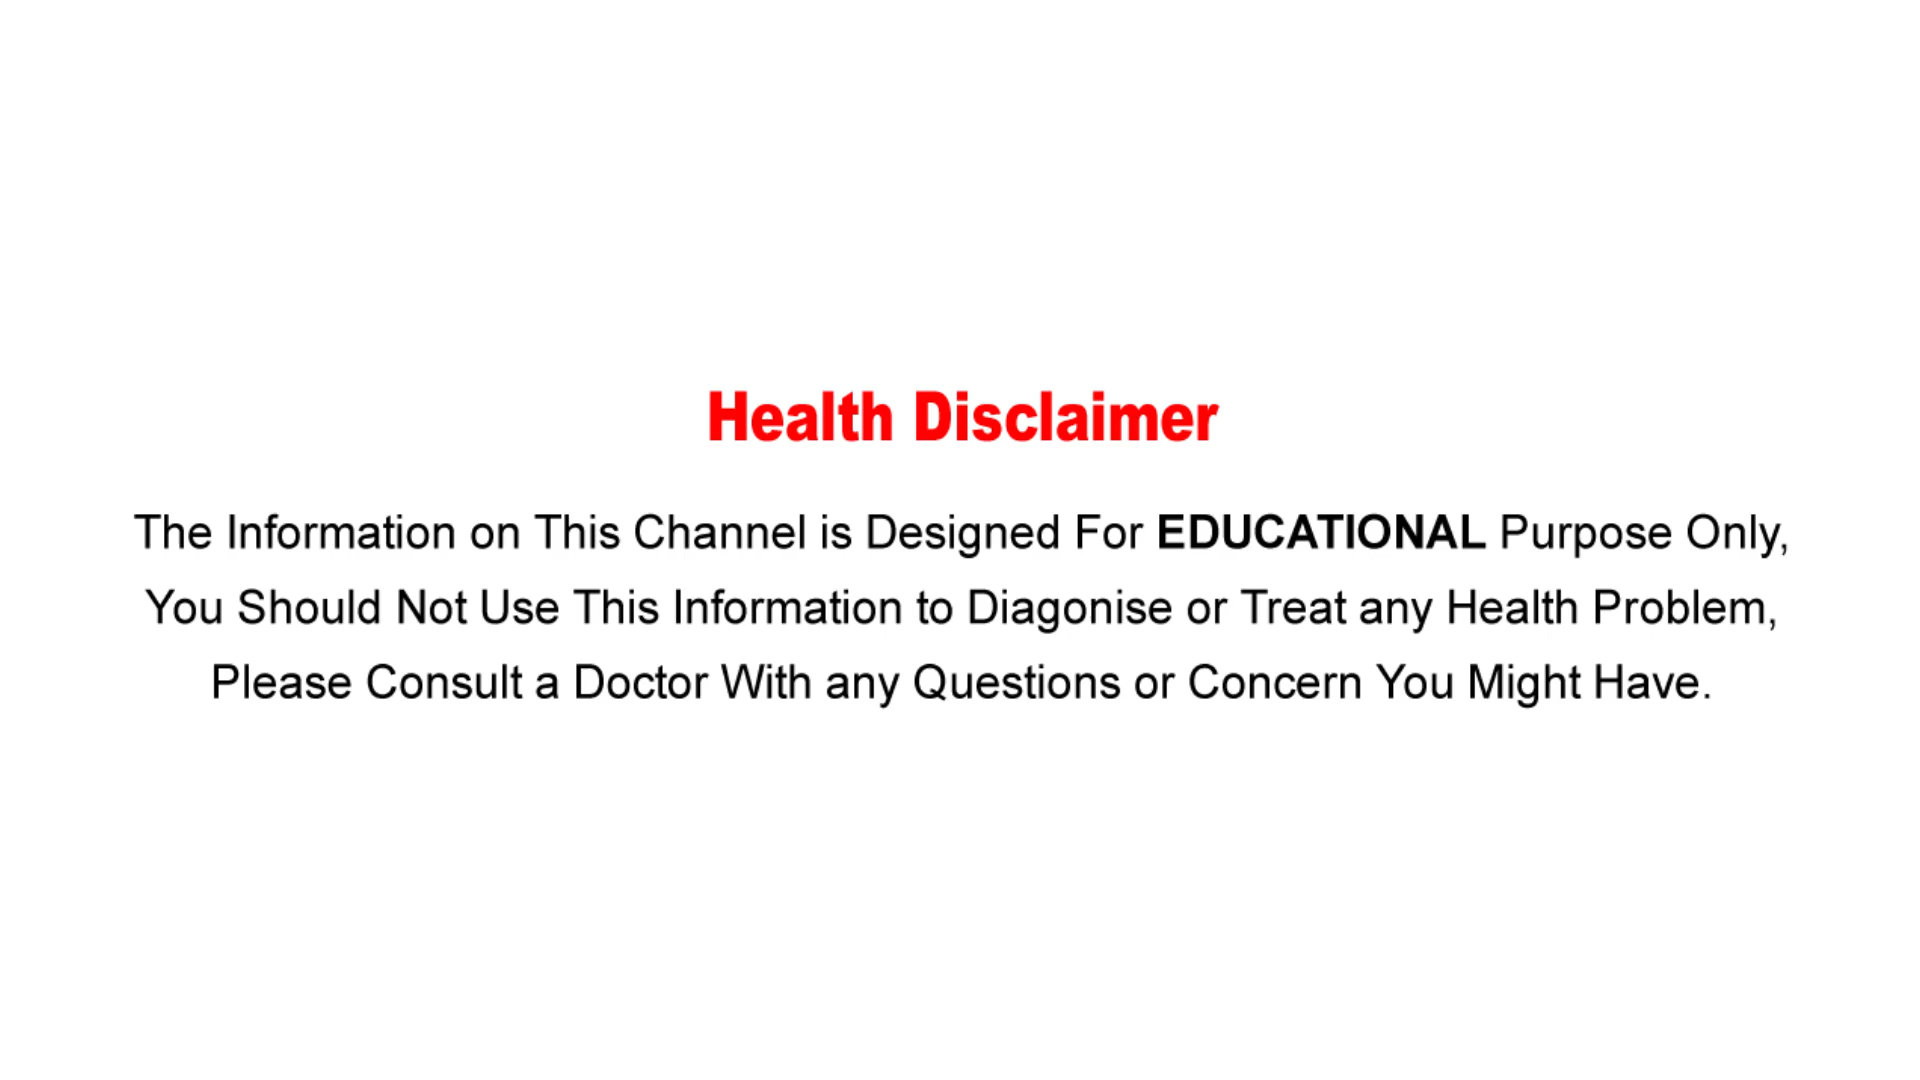 Health Disclaimer
The Information on This Channel is Designed For EDUCATIONAL Purpose Only,
You Should Not Use This Information to Diagonise or Treat any Health Problem,
Please Consult a Doctor With any Questions or Concern You Might Have.